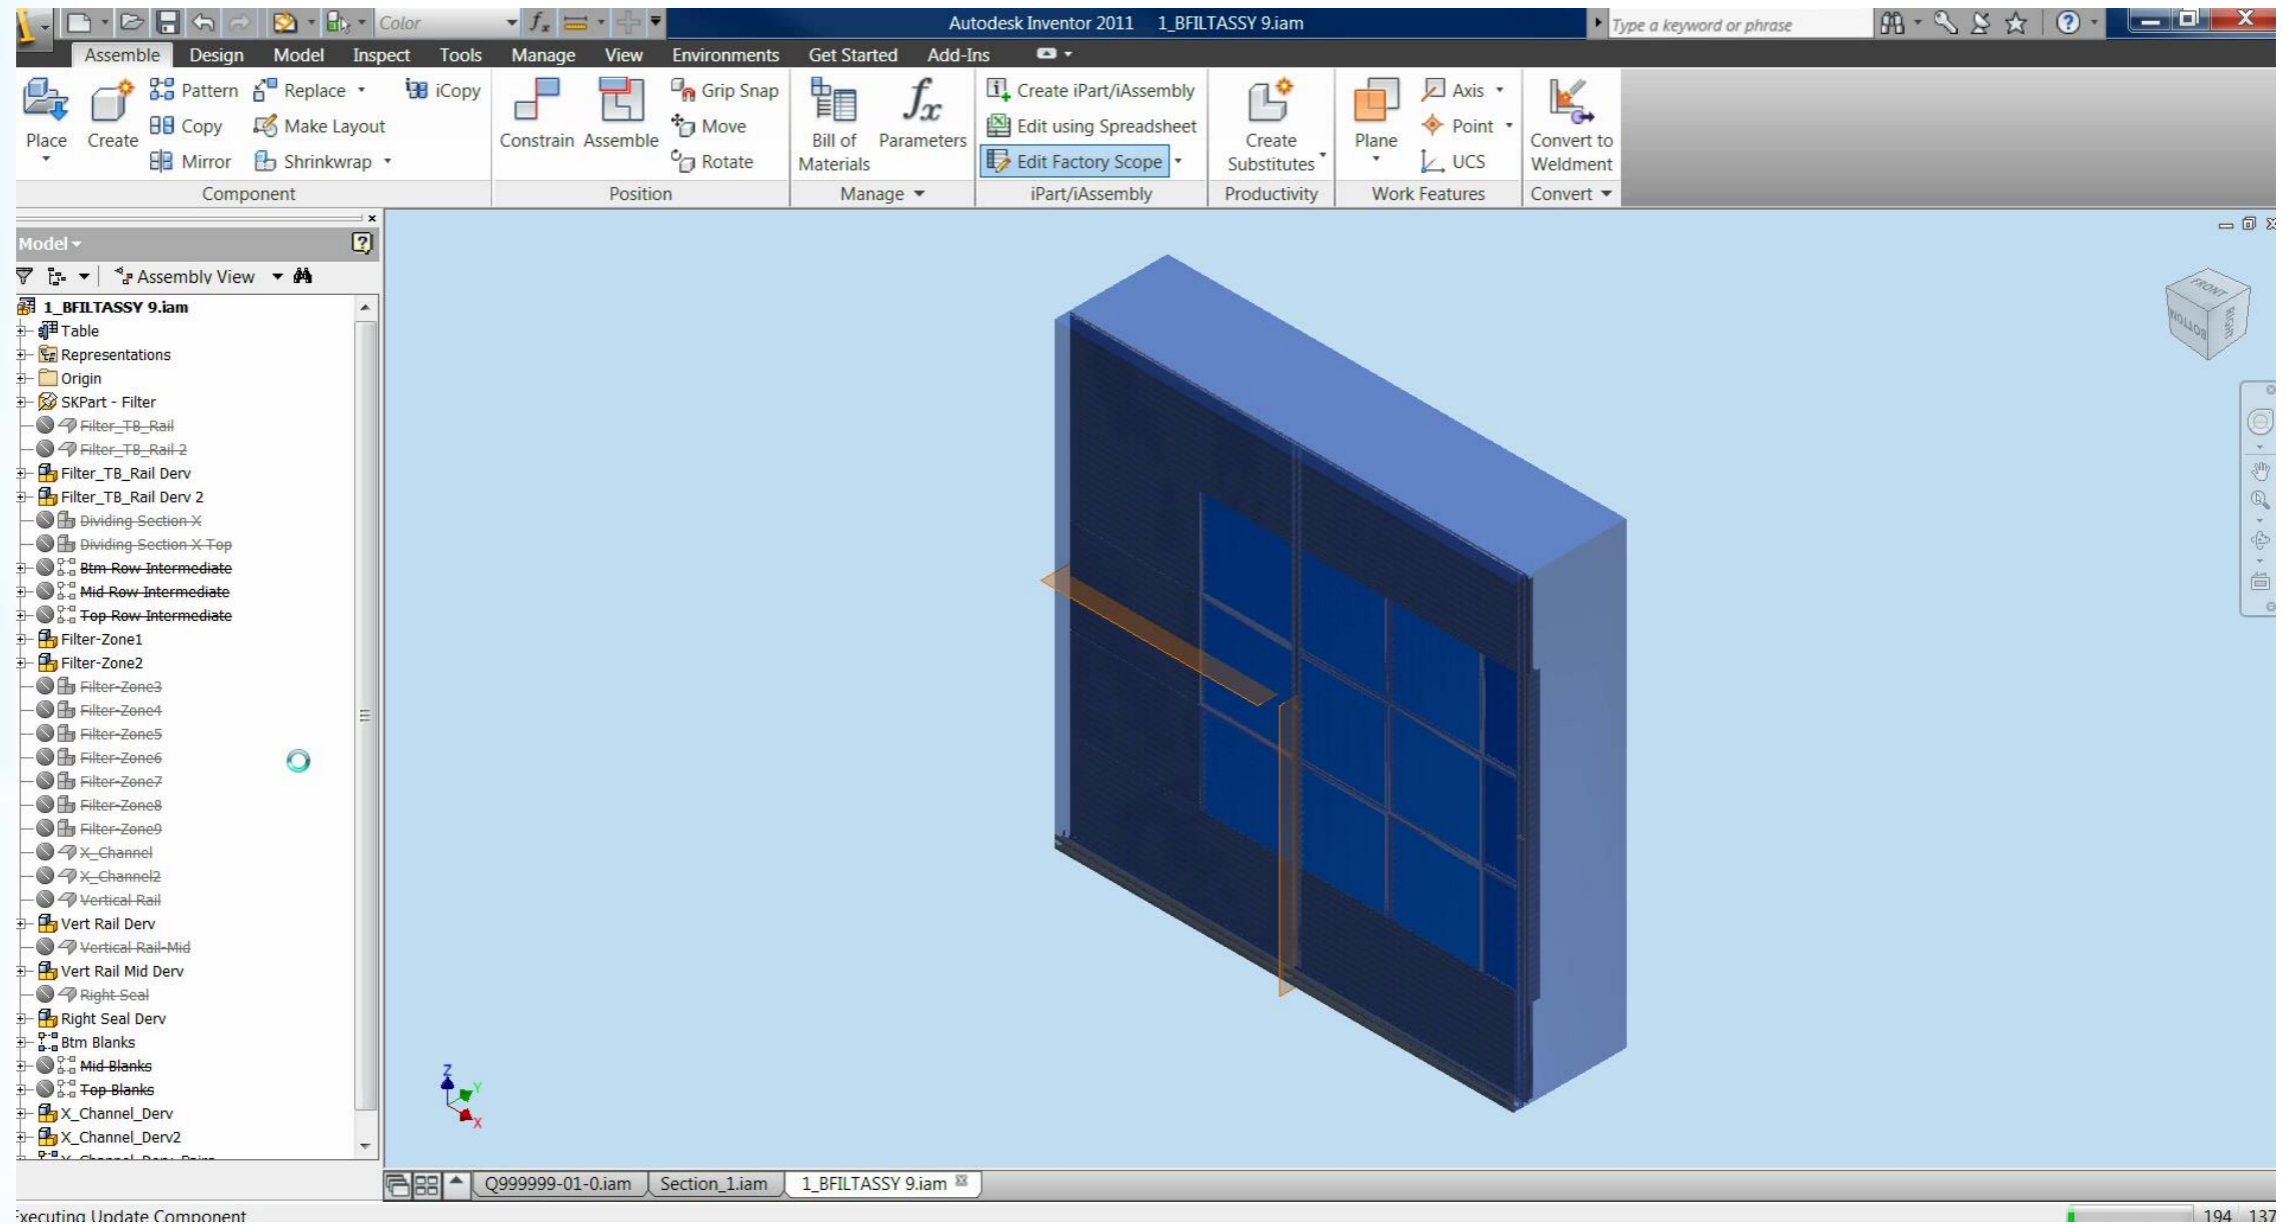 Color
Autodesk Inventor 2011 1_BFILTASSY 9.iam
Type a keyword or phrase
Assemble Design Model Inspect Tools Manage View Environments Get Started Add-Ins
Place
Create
Pattern
Copy
Mirror
Replace
Make Layout
Shrinkwrap
iCopy
Component
Constrain
Assemble
Grip Snap
Move
Rotate
Position
Bill of
Materials
fx
Parameters
Manage
Create iPart/iAssembly
Edit using Spreadsheet
Edit Factory Scope
iPart/iAssembly
Create
Substitutes
Productivity
Plane
Axis
Point
UCS
Work Features
Convert to
Weldment
Convert
Model
Assembly View
1_BFILTASSY 9.iam
Table
Representations
Origin
SKPart - Filter
Filter_TB_Rail
Filter_TB_Rail 2
Filter_TB_Rail Derv
Filter_TB_Rail Derv 2
Dividing Section X
Dividing Section X Top
Btm Row Intermediate
Mid Row Intermediate
Top Row Intermediate
Filter-Zone1
Filter-Zone2
Filter-Zone3
Filter-Zone4
Filter-Zone5
Filter-Zone6
Filter-Zone7
Filter-Zone8
Filter-Zone9
X_Channel
X_Channel2
Vertical Rail
Vert Rail Derv
Vertical Rail-Mid
Vert Rail Mid Derv
Right Seal
Right Seal Derv
Btm Blanks
Mid Blanks
Top Blanks
X_Channel_Derv
X_Channel_Derv2
FRONT
BOTTOM
RIGHT
Z
Y
X
Q999999-01-0.iam
Section_1.iam
1_BFILTASSY 9.iam
Executing Update Component
194 137